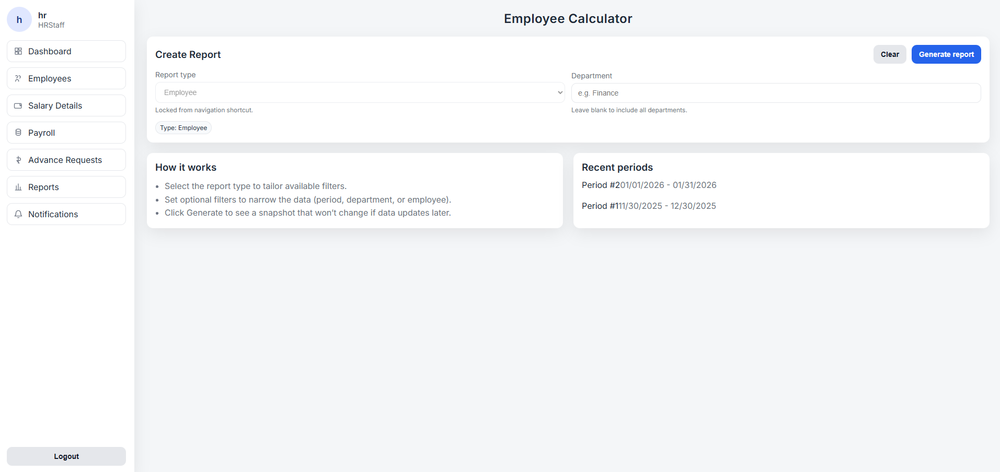 h
hr
HRStaff
Dashboard
Employees
Salary Details
Payroll
Advance Requests
Reports
Notifications
Logout
Employee Calculator
Create Report
Clear
Generate report
Report type
Employee
Locked from navigation shortcut.
Department
e.g. Finance
Leave blank to include all departments.
Type: Employee
How it works
• Select the report type to tailor available filters.
• Set optional filters to narrow the data (period, department, or employee).
• Click Generate to see a snapshot that won’t change if data updates later.
Recent periods
Period #201/01/2026 - 01/31/2026
Period #111/30/2025 - 12/30/2025